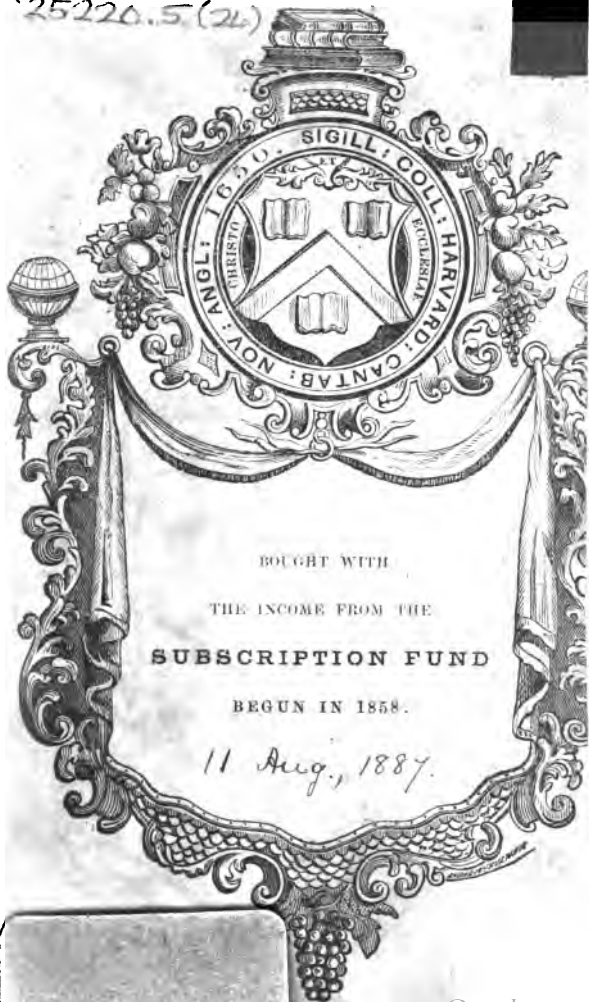 25220.5(26)
SIGILL: COLL: HARVARD: CANTAB: NOV: ANGL: 1650.
ET
CHRISTO
ECCLESIAE
BOUGHT WITH
THE INCOME FROM THE
SUBSCRIPTION FUND
BEGUN IN 1858.
11 Aug., 1887.